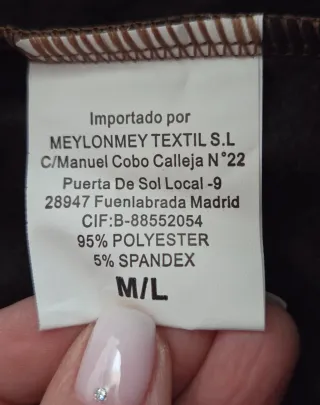 Importado por
MEYLONMEY TEXTIL S.L
C/Manuel Cobo Calleja N°22
Puerta De Sol Local -9
28947 Fuenlabrada Madrid
CIF:B-88552054
95% POLYESTER
5% SPANDEX
M/L